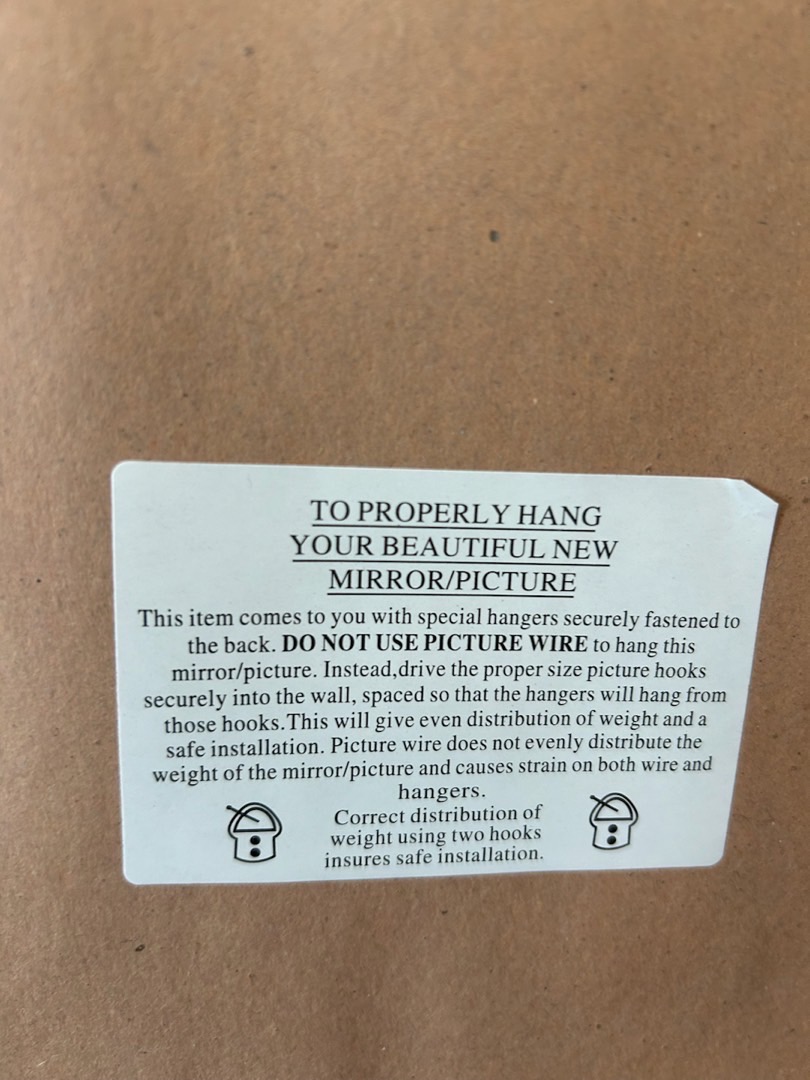 TO PROPERLY HANG
YOUR BEAUTIFUL NEW
MIRROR/PICTURE
This item comes to you with special hangers securely fastened to
the back. DO NOT USE PICTURE WIRE to hang this
mirror/picture. Instead,drive the proper size picture hooks
securely into the wall, spaced so that the hangers will hang from
those hooks.This will give even distribution of weight and a
safe installation. Picture wire does not evenly distribute the
weight of the mirror/picture and causes strain on both wire and
hangers.
Correct distribution of
weight using two hooks
insures safe installation.